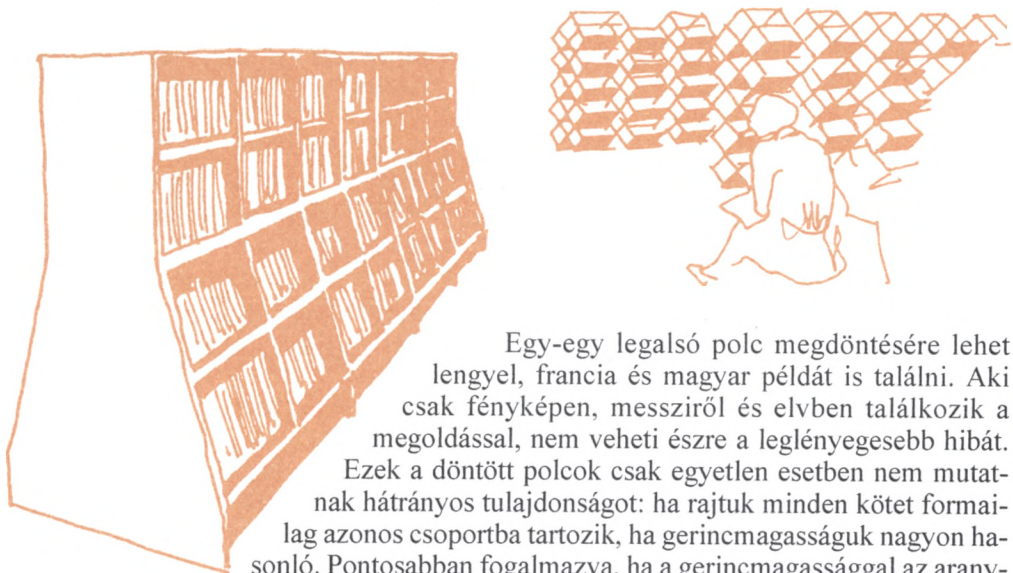 Egy-egy legalsó polc megdöntésére lehet
lengyel, francia és magyar példát is találni. Aki
csak fényképen, messziről és elvben találkozik a
megoldással, nem veheti észre a leglényegesebb hibát.
Ezek a döntött polcok csak egyetlen esetben nem mutat-
nak hátrányos tulajdonságot: ha rajtuk minden kötet formai-
lag azonos csoportba tartozik, ha gerincmagasságuk nagyon ha-
sonló. Pontosabban fogalmazva, ha a gerincmagassággal az arany-